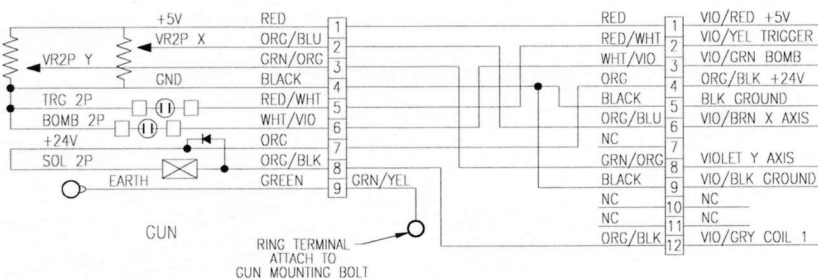 +5V RED 1 RED 1 VIO/RED +5V
VR2P X ORG/BLU 2 RED/WHT 2 VIO/YEL TRIGGER
VR2P Y GRN/ORG 3 WHT/VIO 3 VIO/GRN BOMB
GND BLACK 4 ORG 4 ORG/BLK +24V
TRG 2P RED/WHT 5 BLACK 5 BLK GROUND
BOMB 2P WHT/VIO 6 ORG/BLU 6 VIO/BRN X AXIS
+24V ORG 7 NC 7
SOL 2P ORG/BLK 8 GRN/ORG 8 VIOLET Y AXIS
EARTH GREEN 9 GRN/YEL BLACK 9 VIO/BLK GROUND
NC 10 NC
NC 11 NC
ORG/BLK 12 VIO/GRY COIL 1
GUN
RING TERMINAL
ATTACH TO
GUN MOUNTING BOLT